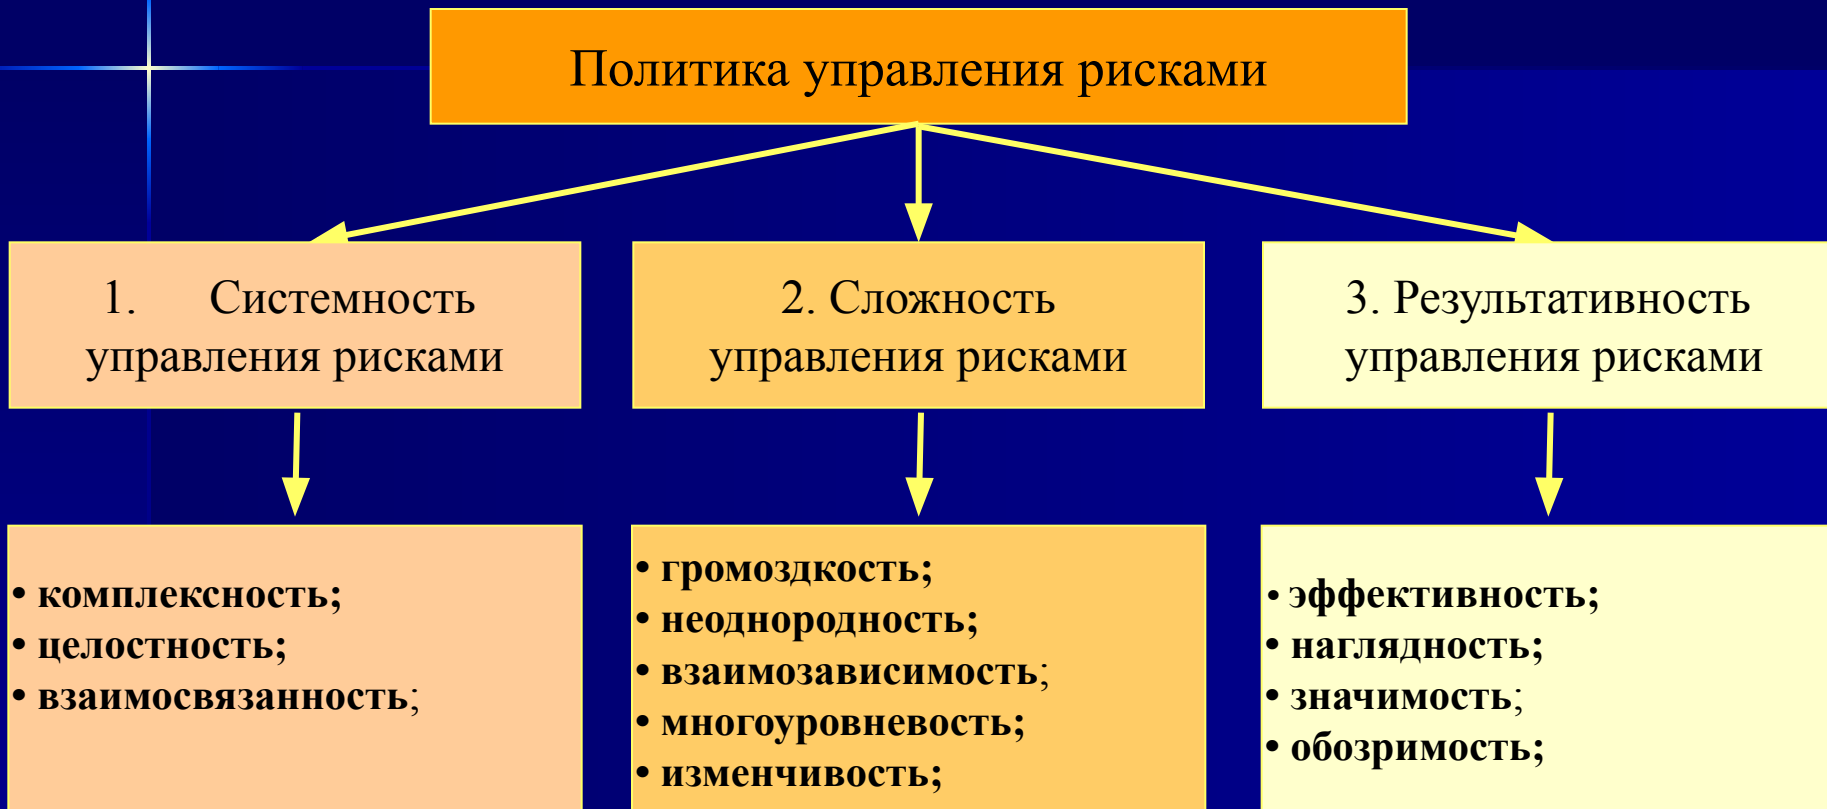 Политика управления рисками
1. Системность
управления рисками
2. Сложность
управления рисками
3. Результативность
управления рисками
• комплексность;
• целостность;
• взаимосвязанность;
• громоздкость;
• неоднородность;
• взаимозависимость;
• многоуровневость;
• изменчивость;
• эффективность;
• наглядность;
• значимость;
• обозримость;